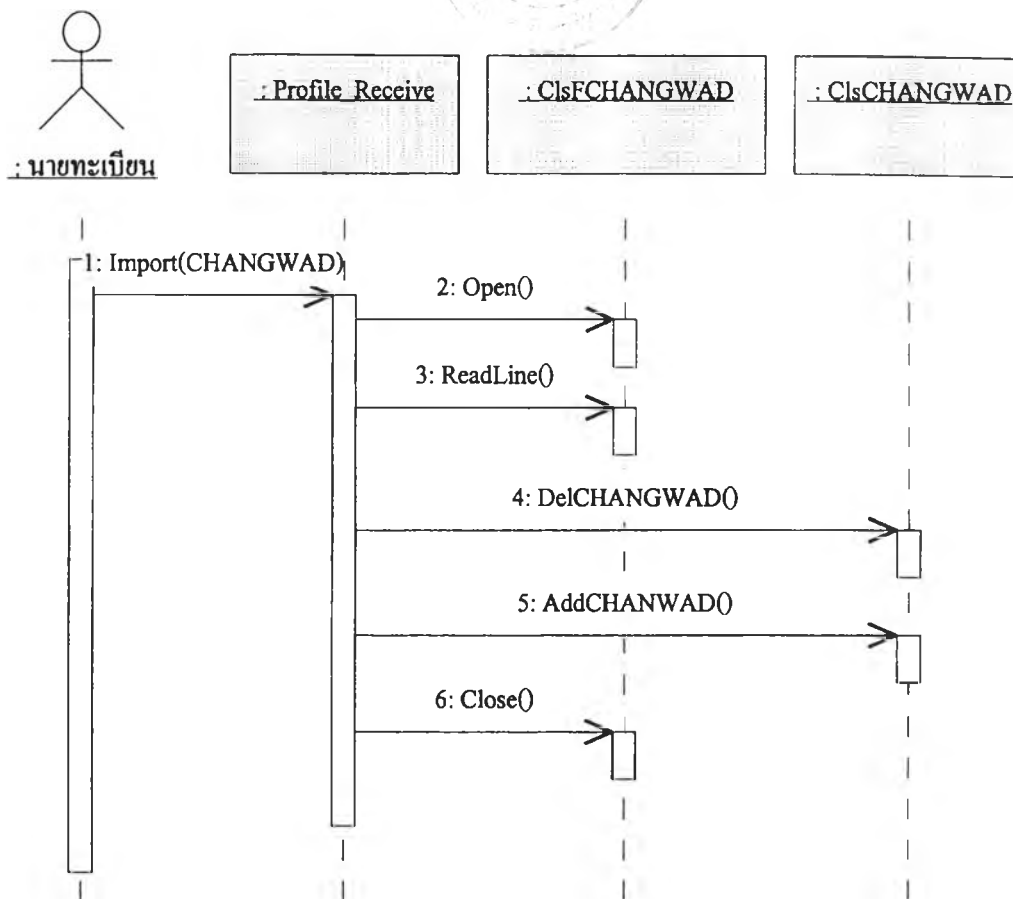 : นายทะเบียน
: Profile_Receive
: ClsFCHANGWAD
: ClsCHANGWAD
1: Import(CHANGWAD)
2: Open()
3: ReadLine()
4: DelCHANGWAD()
5: AddCHANWAD()
6: Close()